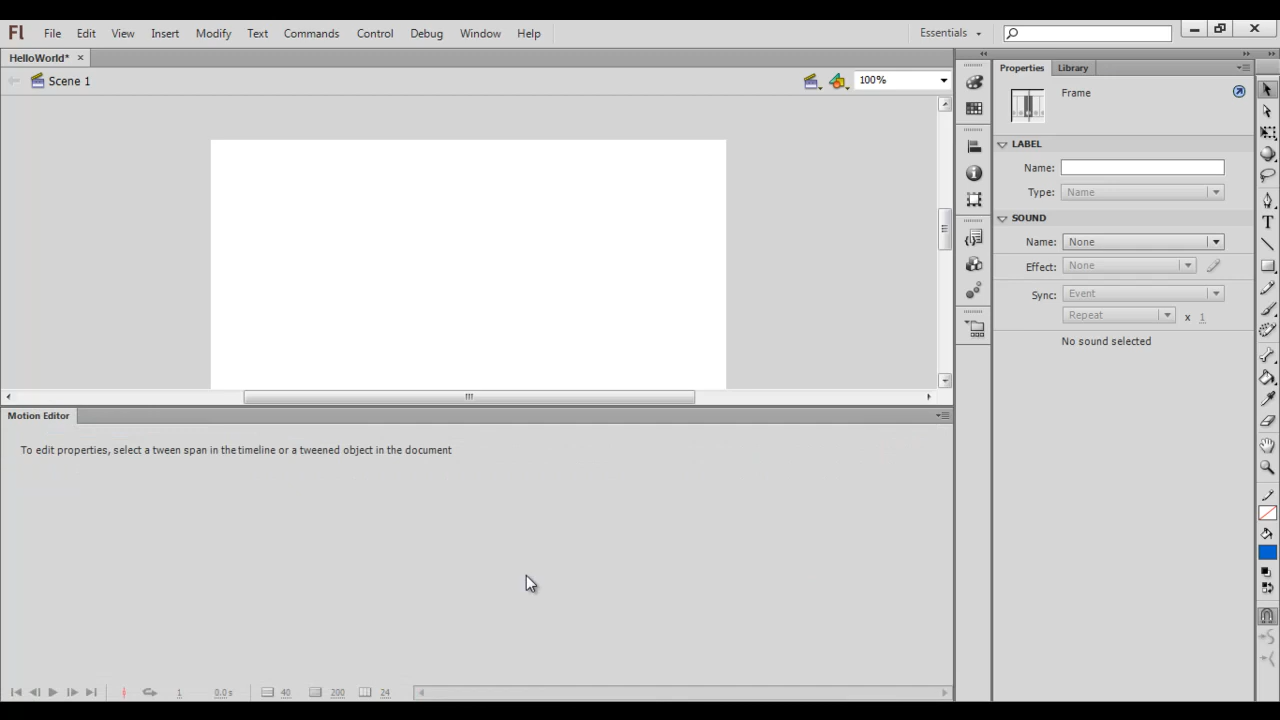 Fl File Edit View Insert Modify Text Commands Control Debug Window Help Essentials
HelloWorld*
Scene 1 100%
Properties Library
Frame
LABEL
Name:
Type: Name
SOUND
Name: None
Effect: None
Sync: Event
Repeat x 1
No sound selected
Motion Editor
To edit properties, select a tween span in the timeline or a tweened object in the document
1 0.0 s 40 200 24